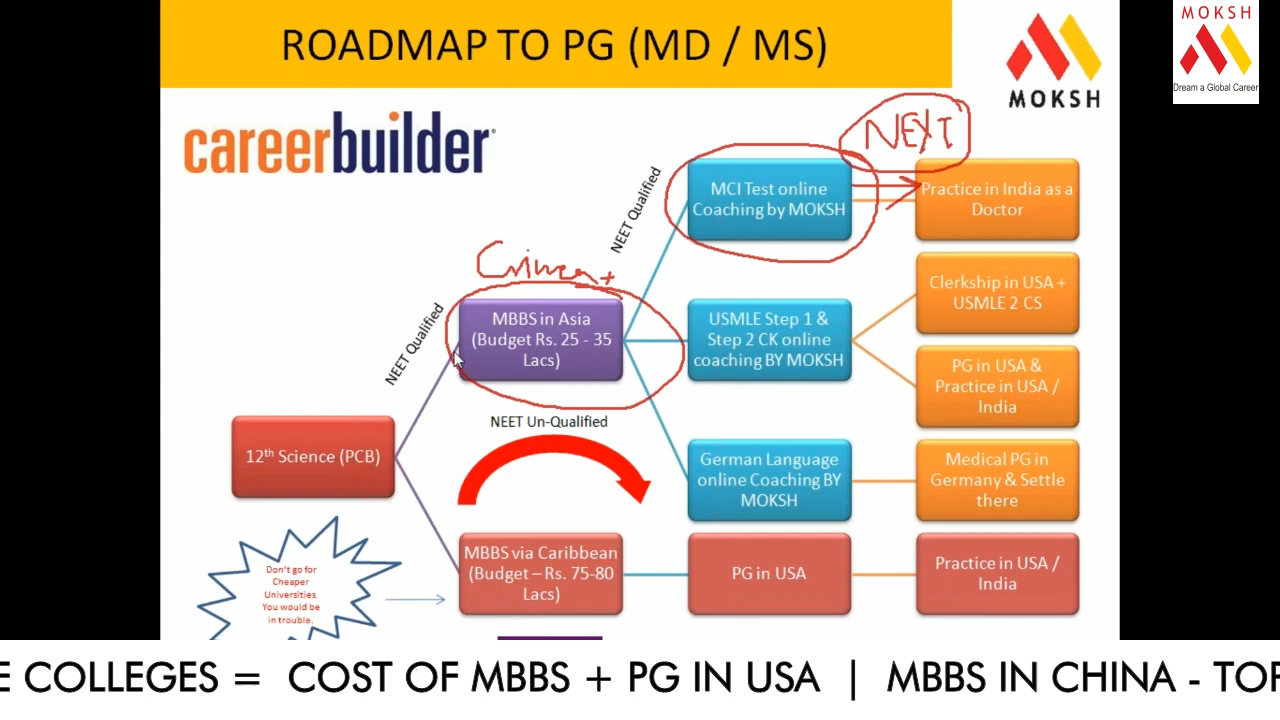 ROADMAP TO PG (MD / MS)
MOKSH
MOKSH
Dream a Global Career
careerbuilder
NEXT
NEET Qualified
MCI Test online
Coaching by MOKSH
Practice in India as a
Doctor
NEET Qualified
MBBS in Asia
(Budget Rs. 25 - 35
Lacs)
USMLE Step 1 &
Step 2 CK online
coaching BY MOKSH
Clerkship in USA +
USMLE 2 CS
PG in USA &
Practice in USA /
India
12th Science (PCB)
NEET Un-Qualified
German Language
online Coaching BY
MOKSH
Medical PG in
Germany & Settle
there
Don't go for
Cheaper
Universities.
You would be
in trouble.
MBBS via Caribbean
(Budget – Rs. 75-80
Lacs)
PG in USA
Practice in USA /
India
E COLLEGES = COST OF MBBS + PG IN USA | MBBS IN CHINA - TOP